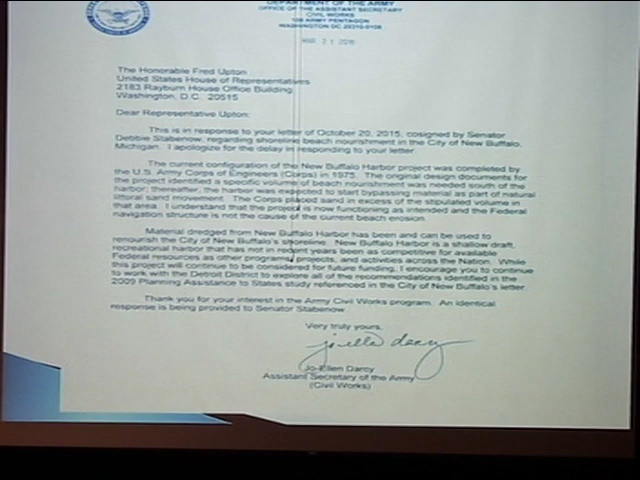 DEPARTMENT OF THE ARMY
OFFICE OF THE ASSISTANT SECRETARY
CIVIL WORKS
108 ARMY PENTAGON
WASHINGTON DC 20310-0108
MAR 21 2016
The Honorable Fred Upton
United States House of Representatives
2183 Rayburn House Office Building
Washington, D.C. 20515
Dear Representative Upton:
This is in response to your letter of October 20, 2015, cosigned by Senator
Debbie Stabenow, regarding shoreline beach nourishment in the City of New Buffalo,
Michigan. I apologize for the delay in responding to your letter.
The current configuration of the New Buffalo Harbor project was completed by
the U.S. Army Corps of Engineers (Corps) in 1975. The original design documents for
the project identified a specific volume of beach nourishment was needed south of the
harbor; thereafter, the harbor was expected to start bypassing material as part of natural
littoral sand movement. The Corps placed sand in excess of the stipulated volume in
that area. I understand that the project is now functioning as intended and the Federal
navigation structure is not the cause of the current beach erosion.
Material dredged from New Buffalo Harbor has been and can be used to
renourish the City of New Buffalo's shoreline. New Buffalo Harbor is a shallow draft,
recreational harbor that has not in recent years been as competitive for available
Federal resources as other programs, projects, and activities across the Nation. While
this project will continue to be considered for future funding, I encourage you to continue
to work with the Detroit District to explore all of the recommendations identified in the
2009 Planning Assistance to States study referenced in the City of New Buffalo's letter.
Thank you for your interest in the Army Civil Works program. An identical
response is being provided to Senator Stabenow.
Very truly yours,
jo-ellen darcy
Jo-Ellen Darcy
Assistant Secretary of the Army
(Civil Works)